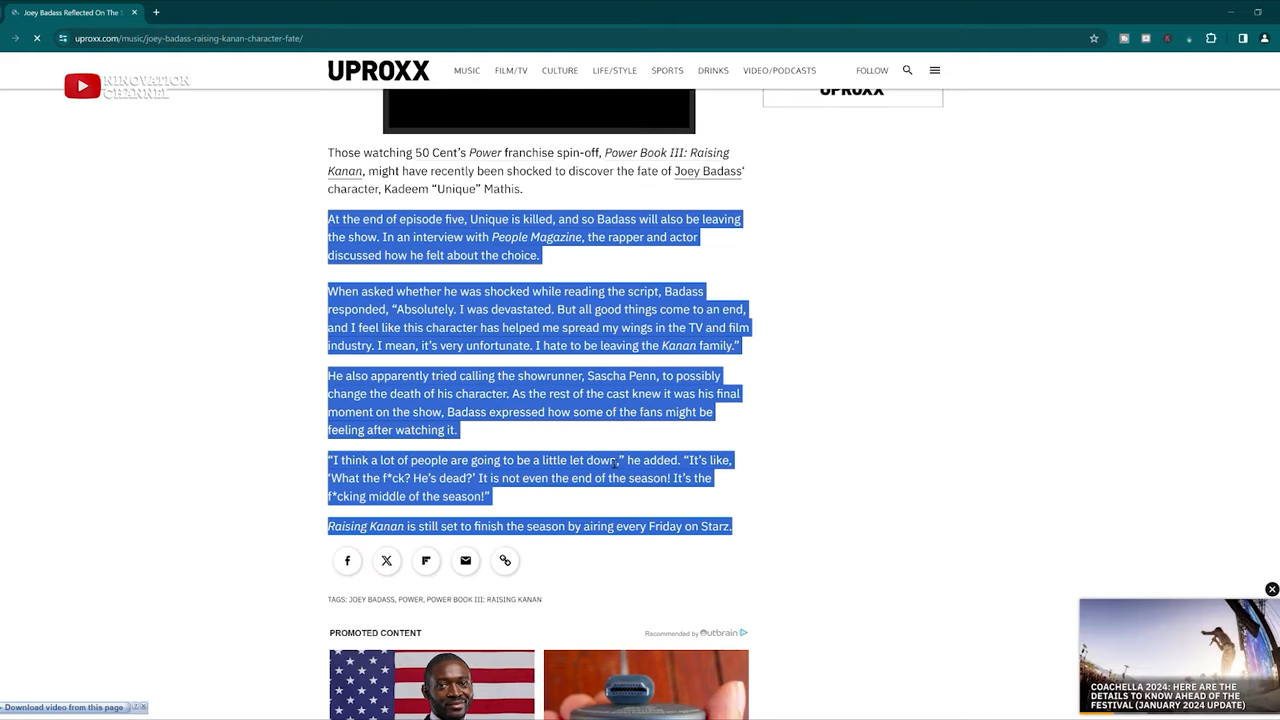 Joey Badass Reflected On The
uproxx.com/music/joey-badass-raising-kanan-character-fate/
NINOVATION
CHANNEL
UPROXX
MUSIC
FILM/TV
CULTURE
LIFE/STYLE
SPORTS
DRINKS
VIDEO/PODCASTS
FOLLOW
UPROXX
Those watching 50 Cent's Power franchise spin-off, Power Book III: Raising
Kanan, might have recently been shocked to discover the fate of Joey Badass‘
character, Kadeem “Unique” Mathis.
At the end of episode five, Unique is killed, and so Badass will also be leaving
the show. In an interview with People Magazine, the rapper and actor
discussed how he felt about the choice.
When asked whether he was shocked while reading the script, Badass
responded, “Absolutely. I was devastated. But all good things come to an end,
and I feel like this character has helped me spread my wings in the TV and film
industry. I mean, it’s very unfortunate. I hate to be leaving the Kanan family.”
He also apparently tried calling the showrunner, Sascha Penn, to possibly
change the death of his character. As the rest of the cast knew it was his final
moment on the show, Badass expressed how some of the fans might be
feeling after watching it.
“I think a lot of people are going to be a little let down,” he added. “It’s like,
‘What the f*ck? He’s dead?’ It is not even the end of the season! It’s the
f*cking middle of the season!”
Raising Kanan is still set to finish the season by airing every Friday on Starz.
TAGS: JOEY BADASS, POWER, POWER BOOK III: RAISING KANAN
PROMOTED CONTENT
Recommended by Outbrain
COACHELLA 2024: HERE ARE THE
DETAILS TO KNOW AHEAD OF THE
FESTIVAL (JANUARY 2024 UPDATE)
Download video from this page